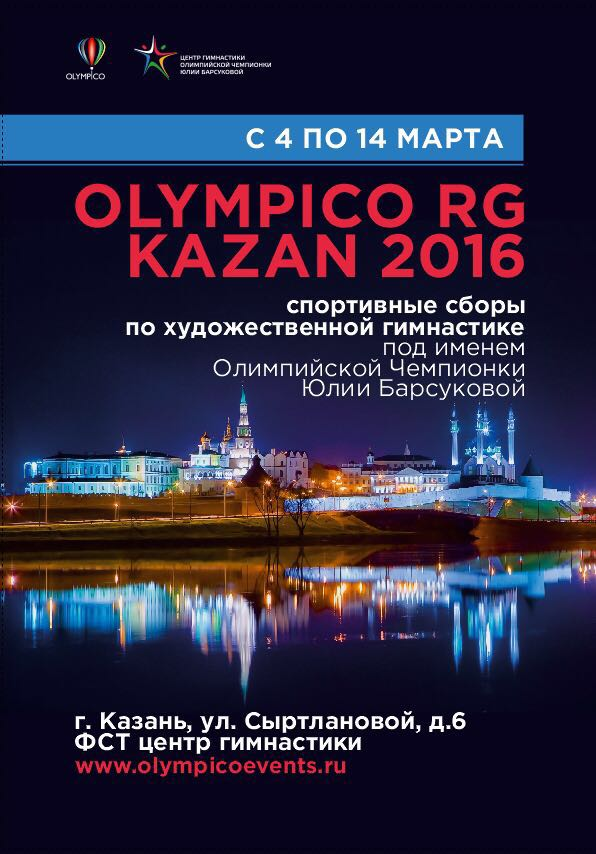 OLYMPICO
ЦЕНТР ГИМНАСТИКИ
ОЛИМПИЙСКОЙ ЧЕМПИОНКИ
ЮЛИИ БАРСУКОВОЙ
С 4 ПО 14 МАРТА
OLYMPICO RG
KAZAN 2016
спортивные сборы
по художественной гимнастике
под именем
Олимпийской Чемпионки
Юлии Барсуковой
г. Казань, ул. Сыртлановой, д.6
ФСТ центр гимнастики
www.olympicoevents.ru